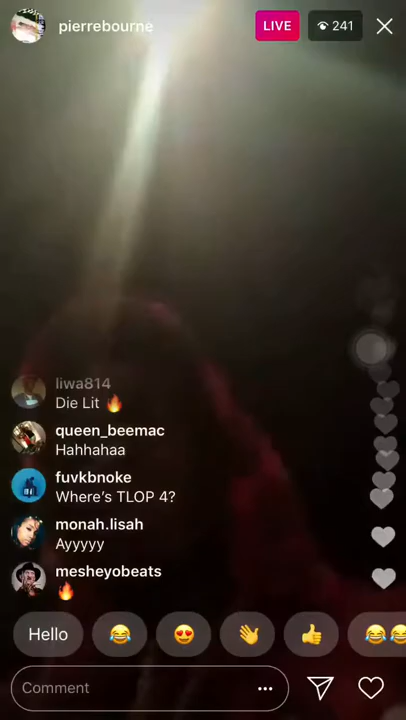 pierrebourne
LIVE
241
liwa814
Die Lit 🔥
queen_beemac
Hahhahaa
fuvkbnoke
Where's TLOP 4?
monah.lisah
Ayyyyy
mesheyobeats
🔥
Hello 😂 😍 👋 👍 😂😂
Comment